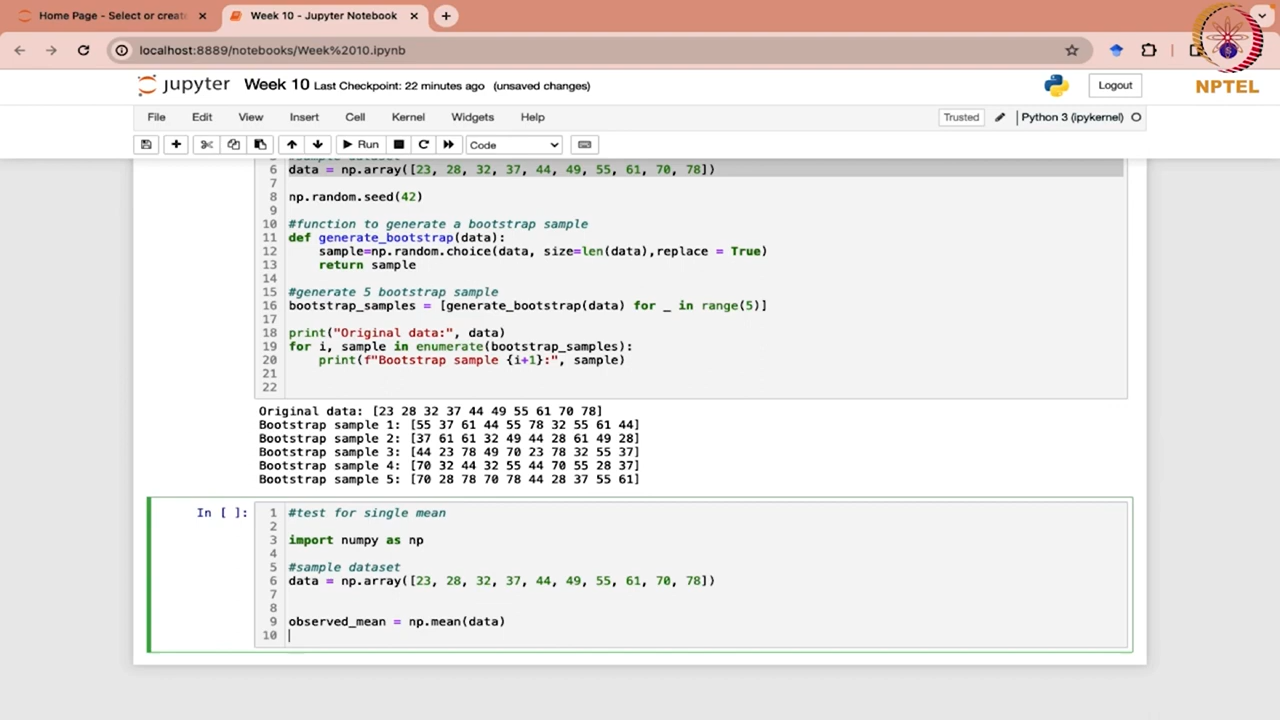 Home Page - Select or create
Week 10 - Jupyter Notebook
localhost:8889/notebooks/Week%2010.ipynb
NPTEL
jupyter Week 10 Last Checkpoint: 22 minutes ago (unsaved changes)
Logout
File Edit View Insert Cell Kernel Widgets Help
Trusted
Python 3 (ipykernel)
Run
Code
#sample dataset
6 data = np.array([23, 28, 32, 37, 44, 49, 55, 61, 70, 78])
7
8 np.random.seed(42)
9
10 #function to generate a bootstrap sample
11 def generate_bootstrap(data):
12 sample=np.random.choice(data, size=len(data),replace = True)
13 return sample
14
15 #generate 5 bootstrap sample
16 bootstrap_samples = [generate_bootstrap(data) for _ in range(5)]
17
18 print("Original data:", data)
19 for i, sample in enumerate(bootstrap_samples):
20 print(f"Bootstrap sample {i+1}:", sample)
21
22
Original data: [23 28 32 37 44 49 55 61 70 78]
Bootstrap sample 1: [55 37 61 44 55 78 32 55 61 44]
Bootstrap sample 2: [37 61 61 32 49 44 28 61 49 28]
Bootstrap sample 3: [44 23 78 49 70 23 78 32 55 37]
Bootstrap sample 4: [70 32 44 32 55 44 70 55 28 37]
Bootstrap sample 5: [70 28 78 70 78 44 28 37 55 61]
In [ ]:
1 #test for single mean
2
3 import numpy as np
4
5 #sample dataset
6 data = np.array([23, 28, 32, 37, 44, 49, 55, 61, 70, 78])
7
8
9 observed_mean = np.mean(data)
10